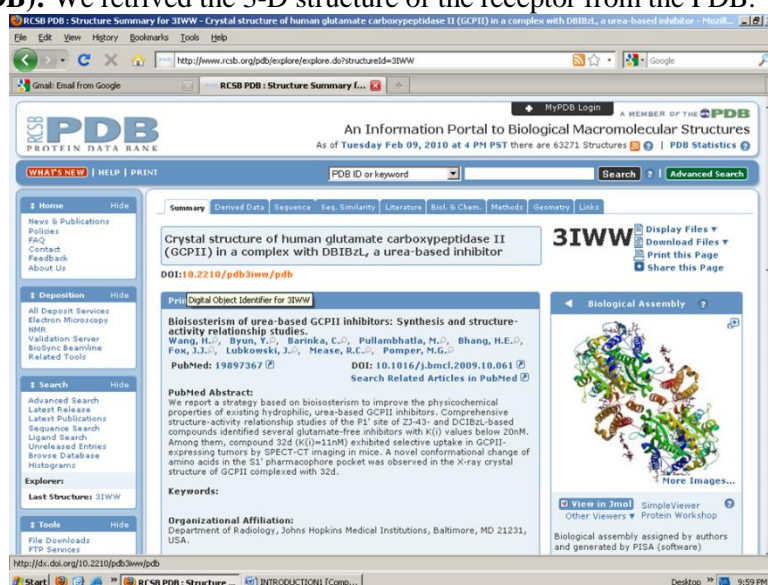 DB): We retrived the 3-D structure of the receptor from the PDB.
RCSB PDB : Structure Summary for 3IWW - Crystal structure of human glutamate carboxypeptidase II (GCPII) in a complex with DBIBzL, a urea-based inhibitor - Mozill...
File Edit View History Bookmarks Tools Help
http://www.rcsb.org/pdb/explore/explore.do?structureId=3IWW
Google
Gmail: Email from Google
RCSB PDB : Structure Summary f...
MyPDB Login
A MEMBER OF THE PDB
RCSB PDB
PROTEIN DATA BANK
An Information Portal to Biological Macromolecular Structures
As of Tuesday Feb 09, 2010 at 4 PM PST there are 63271 Structures ? | PDB Statistics ?
WHAT'S NEW | HELP | PRINT
PDB ID or keyword
Search ? | Advanced Search
Home Hide
News & Publications
Policies
FAQ
Contact
Feedback
About Us
Deposition Hide
All Deposit Services
Electron Microscopy
NMR
Validation Server
BioSync Beamline
Related Tools
Search Hide
Advanced Search
Latest Release
Latest Publications
Sequence Search
Ligand Search
Unreleased Entries
Browse Database
Histograms
Explorer:
Last Structure: 3IWW
Tools Hide
File Downloads
FTP Services
Summary Derived Data Sequence Seq. Similarity Literature Biol. & Chem. Methods Geometry Links
Crystal structure of human glutamate carboxypeptidase II
(GCPII) in a complex with DBIBzL, a urea-based inhibitor
DOI:10.2210/pdb3iww/pdb
3IWW
Display Files ▼
Download Files ▼
Print this Page
Share this Page
Prin
Digital Object Identifier for 3IWW
Bioisosterism of urea-based GCPII inhibitors: Synthesis and structure-
activity relationship studies.
Wang, H., Byun, Y., Barinka, C., Pullambhatla, M., Bhang, H.E.,
Fox, J.J., Lubkowski, J., Mease, R.C., Pomper, M.G.
PubMed: 19897367
DOI: 10.1016/j.bmcl.2009.10.061
Search Related Articles in PubMed
PubMed Abstract:
We report a strategy based on bioisosterism to improve the physicochemical
properties of existing hydrophilic, urea-based GCPII inhibitors. Comprehensive
structure-activity relationship studies of the P1' site of ZJ-43- and DCIBzL-based
compounds identified several glutamate-free inhibitors with K(i) values below 20nM.
Among them, compound 32d (K(i)=11nM) exhibited selective uptake in GCPII-
expressing tumors by SPECT-CT imaging in mice. A novel conformational change of
amino acids in the S1' pharmacophore pocket was observed in the X-ray crystal
structure of GCPII complexed with 32d.
Keywords:
Organizational Affiliation:
Department of Radiology, Johns Hopkins Medical Institutions, Baltimore, MD 21231,
USA.
Biological Assembly ?
More Images...
View in Jmol SimpleViewer ?
Other Viewers ▼ Protein Workshop
Biological assembly assigned by authors
and generated by PISA (software)
http://dx.doi.org/10.2210/pdb3iww/pdb
Start
RCSB PDB : Structure ...
INTRODUCTION1 [Comp...
Desktop
9:59 PM